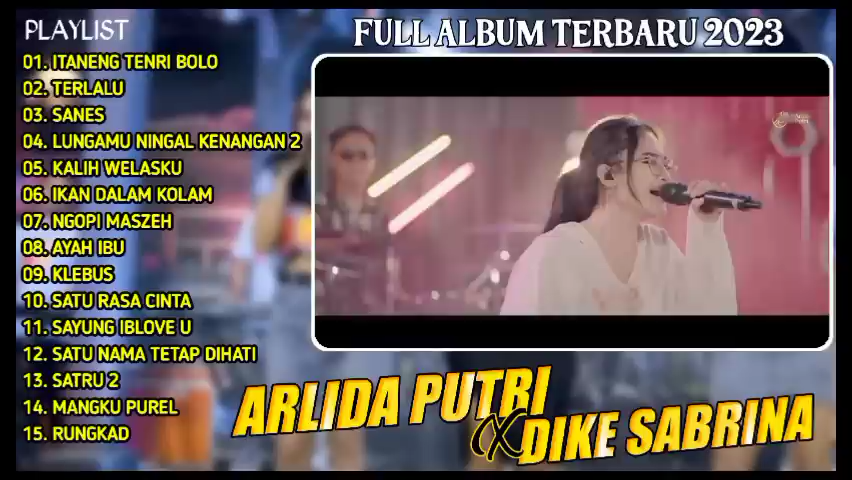 PLAYLIST
FULL ALBUM TERBARU 2023
01. ITANENG TENRI BOLO
02. TERLALU
03. SANES
04. LUNGAMU NINGAL KENANGAN 2
05. KALIH WELASKU
06. IKAN DALAM KOLAM
07. NGOPI MASZEH
08. AYAH IBU
09. KLEBUS
10. SATU RASA CINTA
11. SAYUNG IBLOVE U
12. SATU NAMA TETAP DIHATI
13. SATRU 2
14. MANGKU PUREL
15. RUNGKAD
ARLIDA PUTRI
X DIKE SABRINA